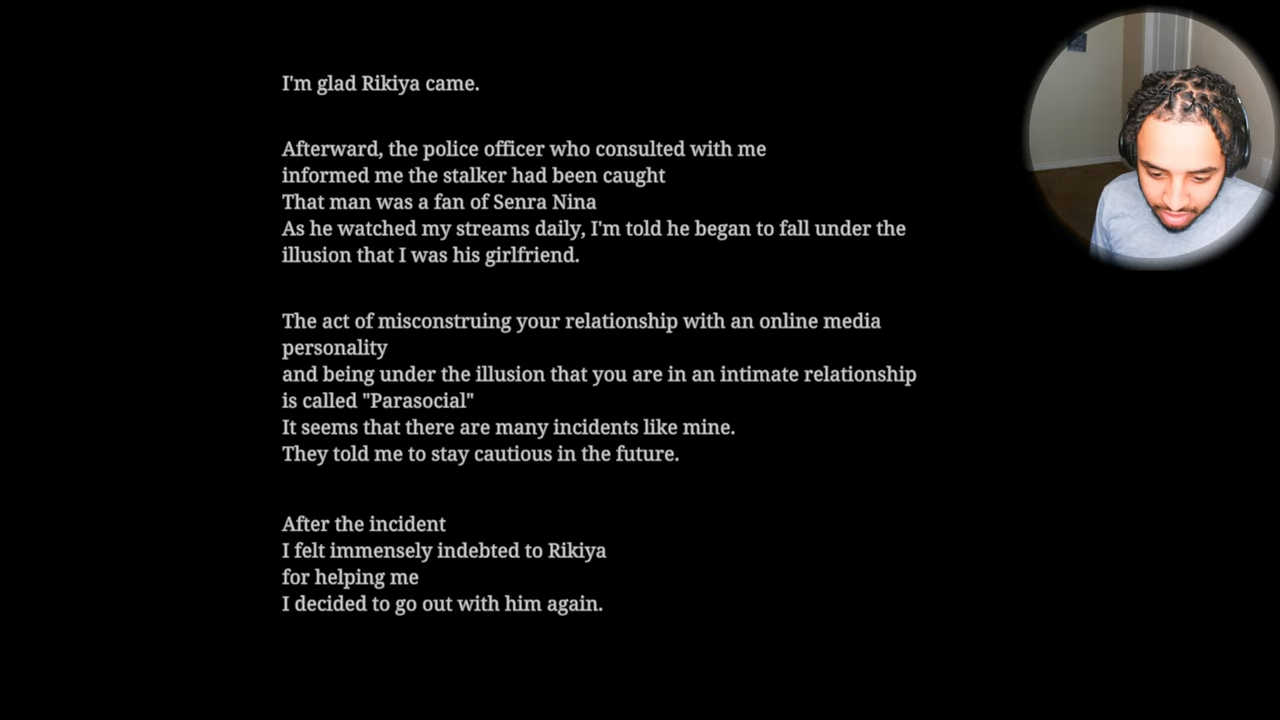 I'm glad Rikiya came.
Afterward, the police officer who consulted with me
informed me the stalker had been caught
That man was a fan of Senra Nina
As he watched my streams daily, I'm told he began to fall under the
illusion that I was his girlfriend.
The act of misconstruing your relationship with an online media
personality
and being under the illusion that you are in an intimate relationship
is called "Parasocial"
It seems that there are many incidents like mine.
They told me to stay cautious in the future.
After the incident
I felt immensely indebted to Rikiya
for helping me
I decided to go out with him again.